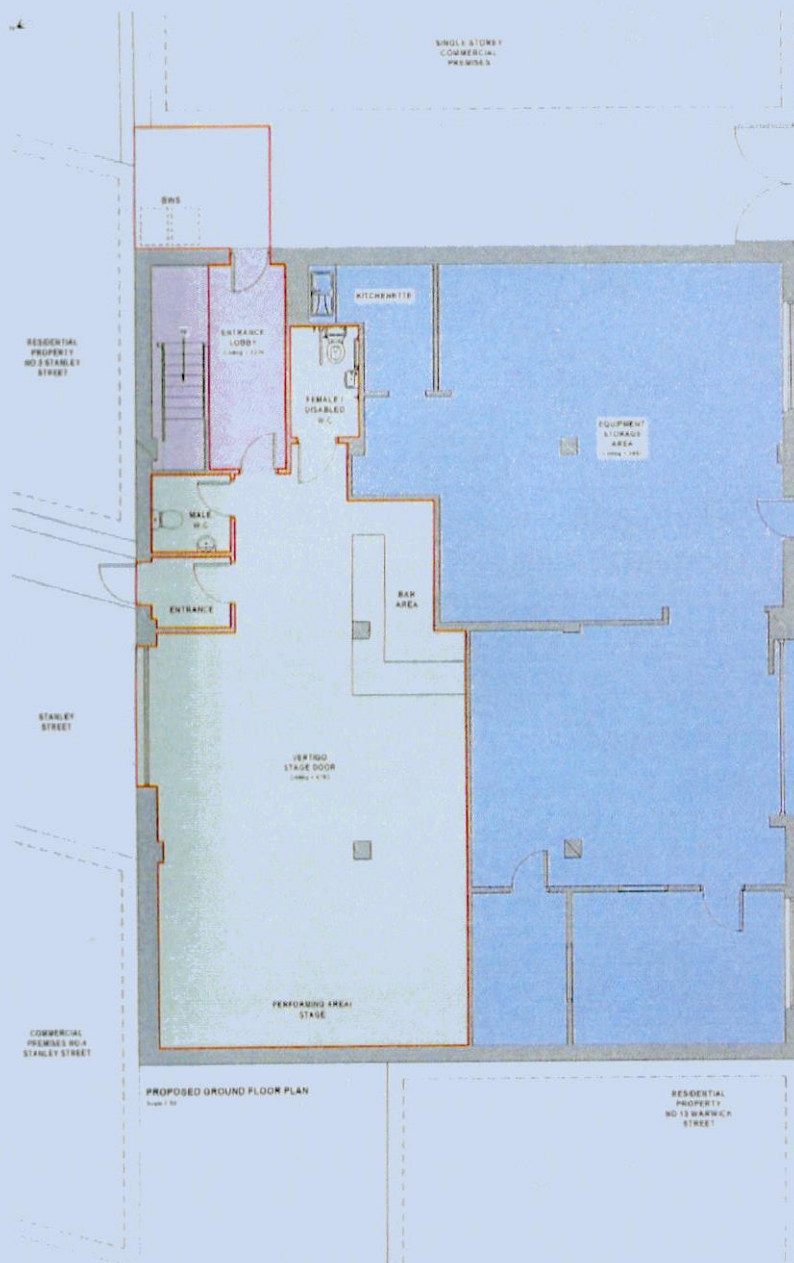 SINGLE STOREY
COMMERCIAL
PREMISES
BINS
KITCHENETTE
ENTRANCE
LOBBY
RESIDENTIAL
PROPERTY
NO.5 STANLEY
STREET
FEMALE /
DISABLED
W.C
EQUIPMENT
STORAGE
AREA
MALE
W.C
BAR
AREA
ENTRANCE
STANLEY
STREET
VERTIGO
STAGE DOOR
PERFORMING AREA/
STAGE
COMMERCIAL
PREMISES NO.4
STANLEY STREET
PROPOSED GROUND FLOOR PLAN
RESIDENTIAL
PROPERTY
NO 13 WARWICK
STREET